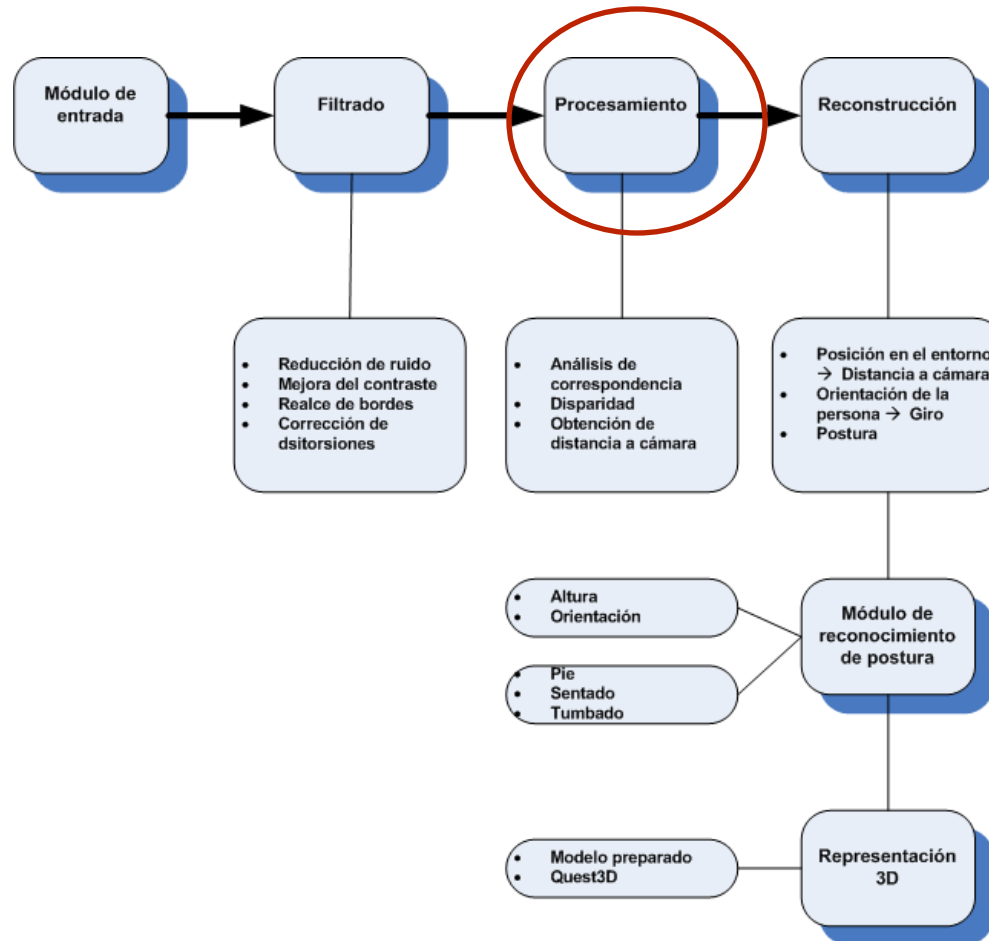 Módulo de
entrada
Filtrado
Procesamiento
Reconstrucción
• Reducción de ruido
• Mejora del contraste
• Realce de bordes
• Corrección de
dsitorsiones
• Análisis de
correspondencia
• Disparidad
• Obtención de
distancia a cámara
• Posición en el entorno
→ Distancia a cámara
• Orientación de la
persona → Giro
• Postura
• Altura
• Orientación
• Pie
• Sentado
• Tumbado
Módulo de
reconocimiento
de postura
• Modelo preparado
• Quest3D
Representación
3D